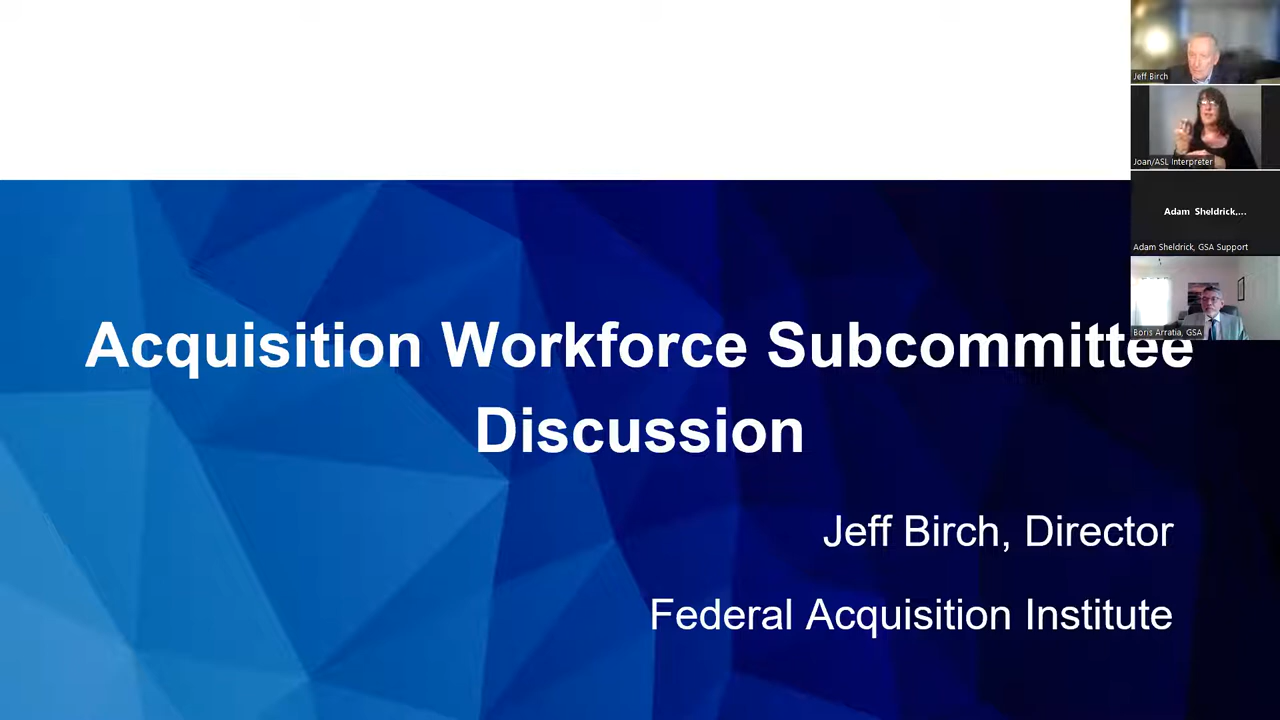 Acquisition Workforce Subcommittee
Discussion
Jeff Birch, Director
Federal Acquisition Institute
Jeff Birch
Joan/ASL Interpreter
Adam Sheldrick,...
Adam Sheldrick, GSA Support
Boris Arratia, GSA